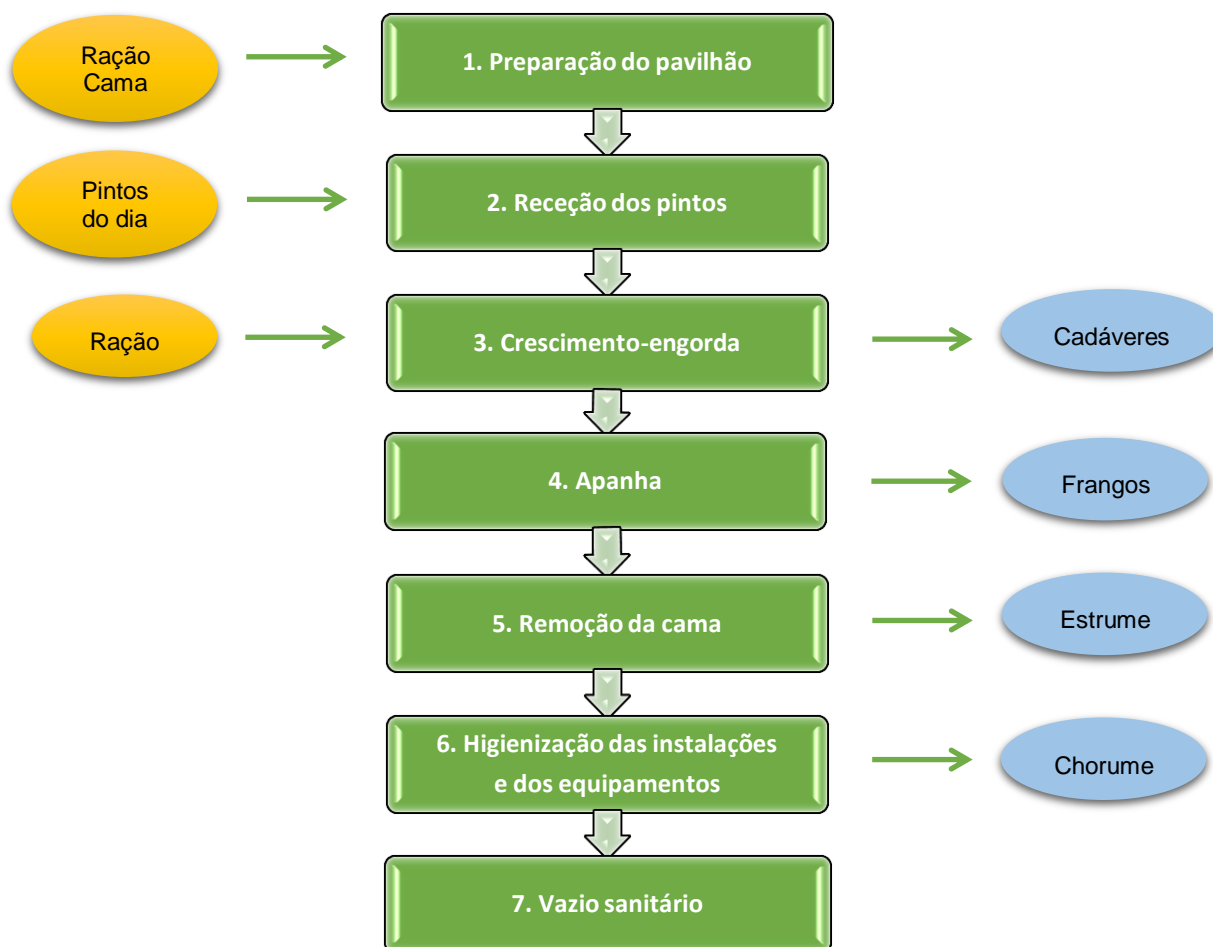 Ração
Cama
1. Preparação do pavilhão
Pintos
do dia
2. Receção dos pintos
Ração
3. Crescimento-engorda
Cadáveres
4. Apanha
Frangos
5. Remoção da cama
Estrume
6. Higienização das instalações
e dos equipamentos
Chorume
7. Vazio sanitário